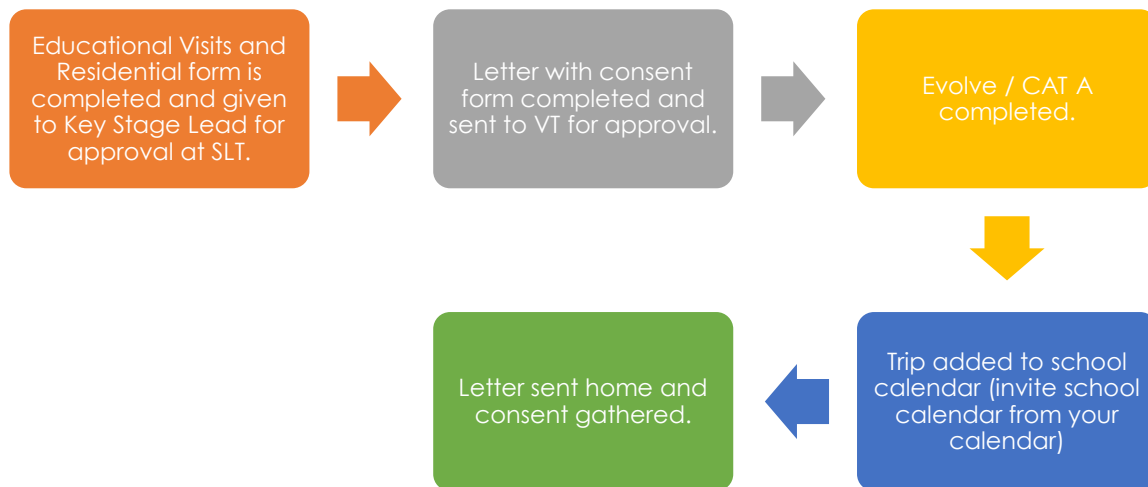 Educational Visits and
Residential form is
completed and given
to Key Stage Lead for
approval at SLT.
Letter with consent
form completed and
sent to VT for approval.
Evolve / CAT A
completed.
Trip added to school
calendar (invite school
calendar from your
calendar)
Letter sent home and
consent gathered.